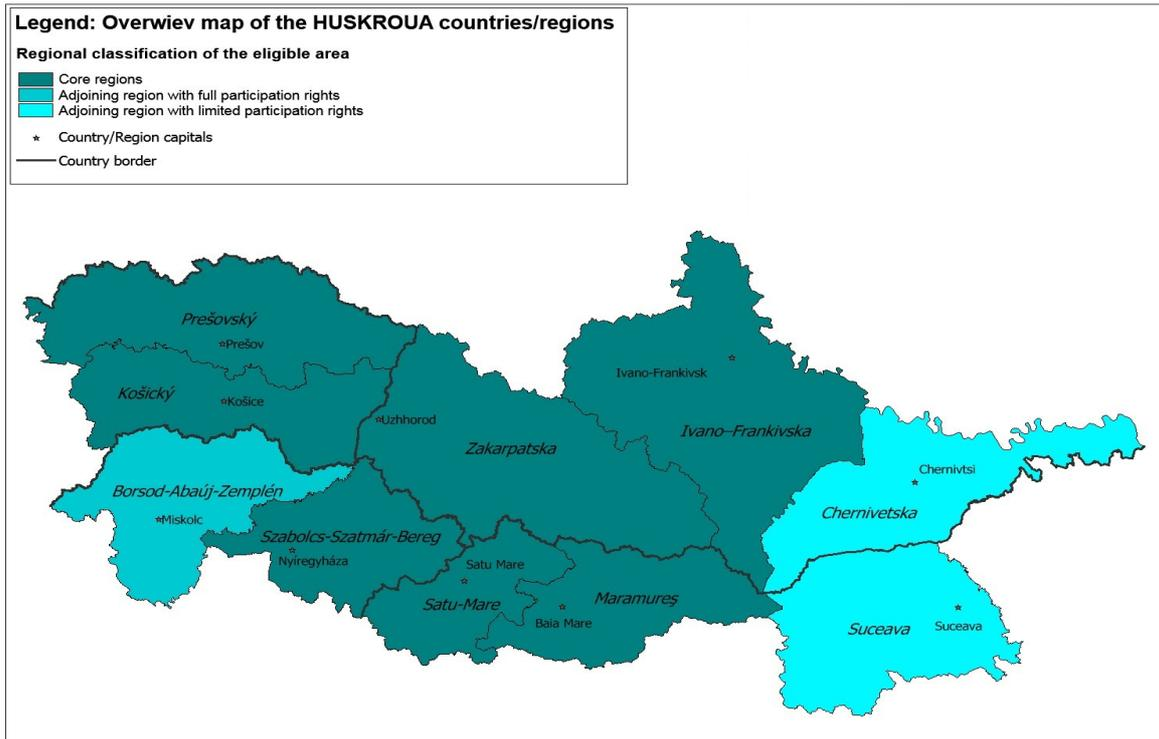 Legend: Overwiev map of the HUSKROUA countries/regions
Regional classification of the eligible area
Core regions
Adjoining region with full participation rights
Adjoining region with limited participation rights
Country/Region capitals
Country border
Prešovský
Prešov
Košický
Košice
Uzhhorod
Zakarpatska
Ivano-Frankivsk
Ivano–Frankivska
Borsod-Abaúj-Zemplén
Miskolc
Szabolcs-Szatmár-Bereg
Nyíregyháza
Satu Mare
Satu-Mare
Maramureş
Baia Mare
Chernivtsi
Chernivetska
Suceava
Suceava